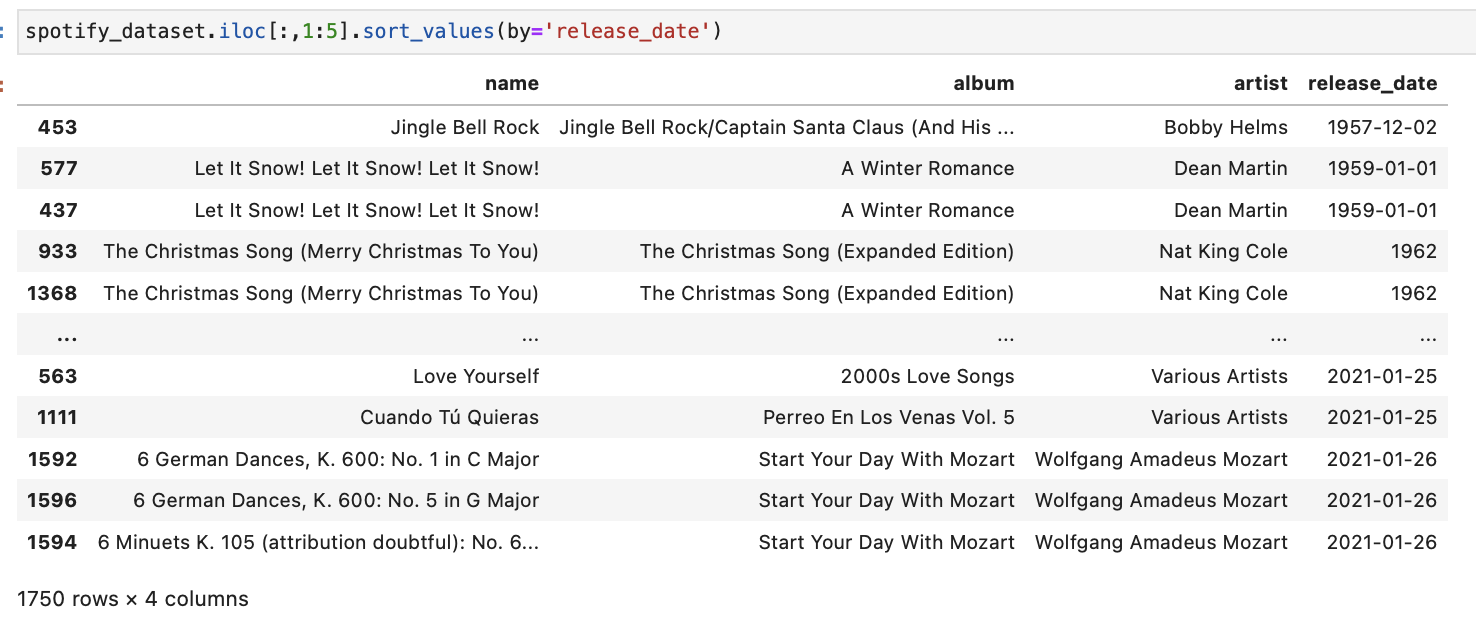 spotify_dataset.iloc[:,1:5].sort_values(by='release_date')
name album artist release_date
453 Jingle Bell Rock Jingle Bell Rock/Captain Santa Claus (And His ... Bobby Helms 1957-12-02
577 Let It Snow! Let It Snow! Let It Snow! A Winter Romance Dean Martin 1959-01-01
437 Let It Snow! Let It Snow! Let It Snow! A Winter Romance Dean Martin 1959-01-01
933 The Christmas Song (Merry Christmas To You) The Christmas Song (Expanded Edition) Nat King Cole 1962
1368 The Christmas Song (Merry Christmas To You) The Christmas Song (Expanded Edition) Nat King Cole 1962
... ... ... ... ...
563 Love Yourself 2000s Love Songs Various Artists 2021-01-25
1111 Cuando Tú Quieras Perreo En Los Venas Vol. 5 Various Artists 2021-01-25
1592 6 German Dances, K. 600: No. 1 in C Major Start Your Day With Mozart Wolfgang Amadeus Mozart 2021-01-26
1596 6 German Dances, K. 600: No. 5 in G Major Start Your Day With Mozart Wolfgang Amadeus Mozart 2021-01-26
1594 6 Minuets K. 105 (attribution doubtful): No. 6... Start Your Day With Mozart Wolfgang Amadeus Mozart 2021-01-26
1750 rows × 4 columns